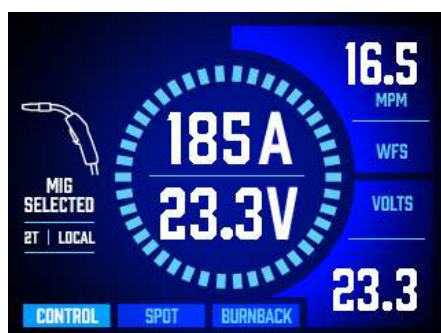 16.5
MPM
WFS
185A
23.3V
MIG
SELECTED
2T | LOCAL
VOLTS
23.3
CONTROL
SPOT
BURNBACK